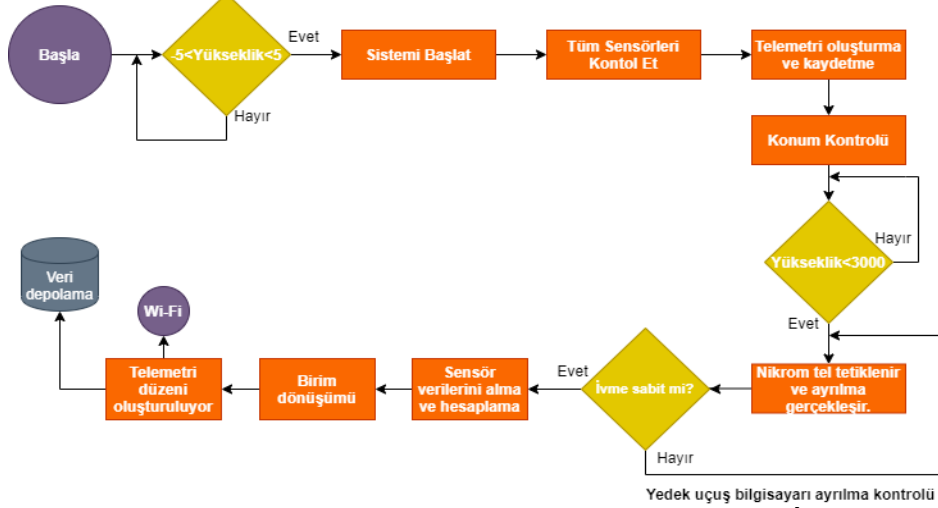 Başla
-5<Yükseklik<5
Evet
Hayır
Sistemi Başlat
Tüm Sensörleri
Kontol Et
Telemetri oluşturma
ve kaydetme
Konum Kontrolü
Yükseklik<3000
Hayır
Evet
Nikrom tel tetiklenir
ve ayrılma
gerçekleşir.
İvme sabit mi?
Evet
Hayır
Yedek uçuş bilgisayarı ayrılma kontrolü
Sensör
verilerini alma
ve hesaplama
Birim
dönüşümü
Telemetri
düzeni
oluşturuluyor
Wi-Fi
Veri
depolama